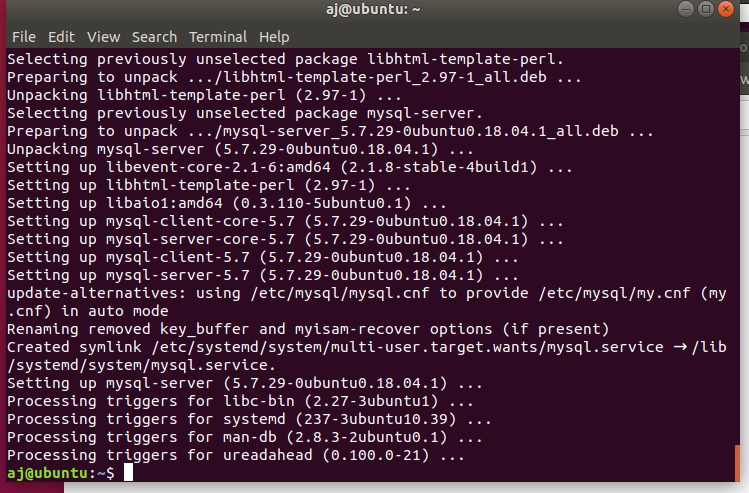 aj@ubuntu: ~
File Edit View Search Terminal Help
Selecting previously unselected package libhtml-template-perl.
Preparing to unpack .../libhtml-template-perl_2.97-1_all.deb ...
Unpacking libhtml-template-perl (2.97-1) ...
Selecting previously unselected package mysql-server.
Preparing to unpack .../mysql-server_5.7.29-0ubuntu0.18.04.1_all.deb ...
Unpacking mysql-server (5.7.29-0ubuntu0.18.04.1) ...
Setting up libevent-core-2.1-6:amd64 (2.1.8-stable-4build1) ...
Setting up libhtml-template-perl (2.97-1) ...
Setting up libaio1:amd64 (0.3.110-5ubuntu0.1) ...
Setting up mysql-client-core-5.7 (5.7.29-0ubuntu0.18.04.1) ...
Setting up mysql-server-core-5.7 (5.7.29-0ubuntu0.18.04.1) ...
Setting up mysql-client-5.7 (5.7.29-0ubuntu0.18.04.1) ...
Setting up mysql-server-5.7 (5.7.29-0ubuntu0.18.04.1) ...
update-alternatives: using /etc/mysql/mysql.cnf to provide /etc/mysql/my.cnf (my
.cnf) in auto mode
Renaming removed key_buffer and myisam-recover options (if present)
Created symlink /etc/systemd/system/multi-user.target.wants/mysql.service → /lib
/systemd/system/mysql.service.
Setting up mysql-server (5.7.29-0ubuntu0.18.04.1) ...
Processing triggers for libc-bin (2.27-3ubuntu1) ...
Processing triggers for systemd (237-3ubuntu10.39) ...
Processing triggers for man-db (2.8.3-2ubuntu0.1) ...
Processing triggers for ureadahead (0.100.0-21) ...
aj@ubuntu:~$